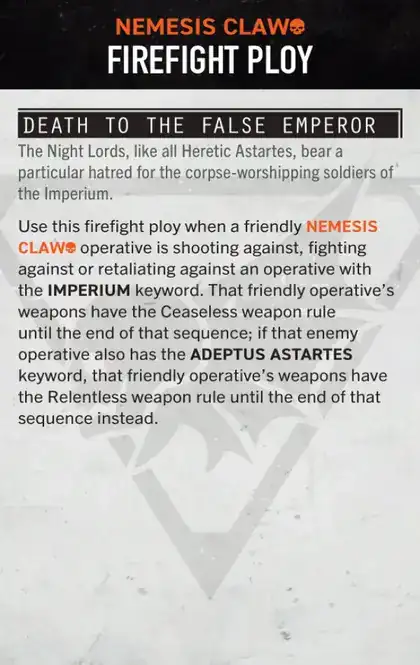 NEMESIS CLAW
FIREFIGHT PLOY
DEATH TO THE FALSE EMPEROR
The Night Lords, like all Heretic Astartes, bear a
particular hatred for the corpse-worshipping soldiers of
the Imperium.
Use this firefight ploy when a friendly NEMESIS
CLAW operative is shooting against, fighting
against or retaliating against an operative with
the IMPERIUM keyword. That friendly operative's
weapons have the Ceaseless weapon rule
until the end of that sequence; if that enemy
operative also has the ADEPTUS ASTARTES
keyword, that friendly operative's weapons have
the Relentless weapon rule until the end of that
sequence instead.